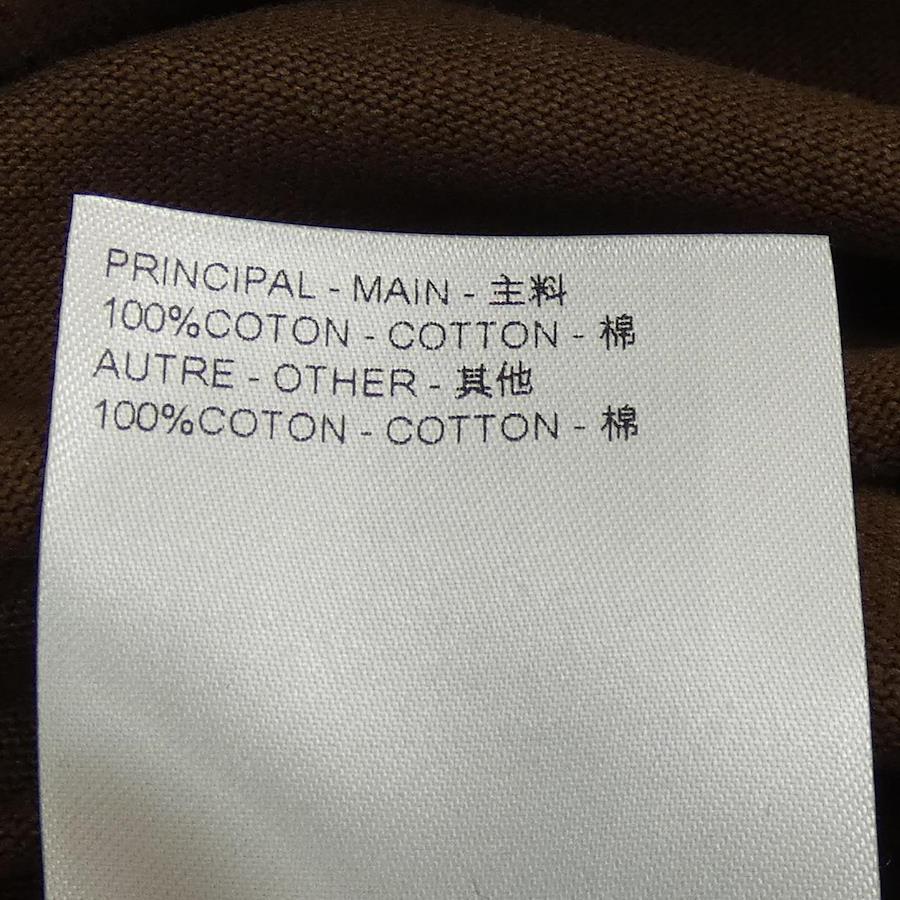 PRINCIPAL - MAIN - 主料
100%COTON - COTTON - 棉
AUTRE - OTHER - 其他
100%COTON - COTTON - 棉